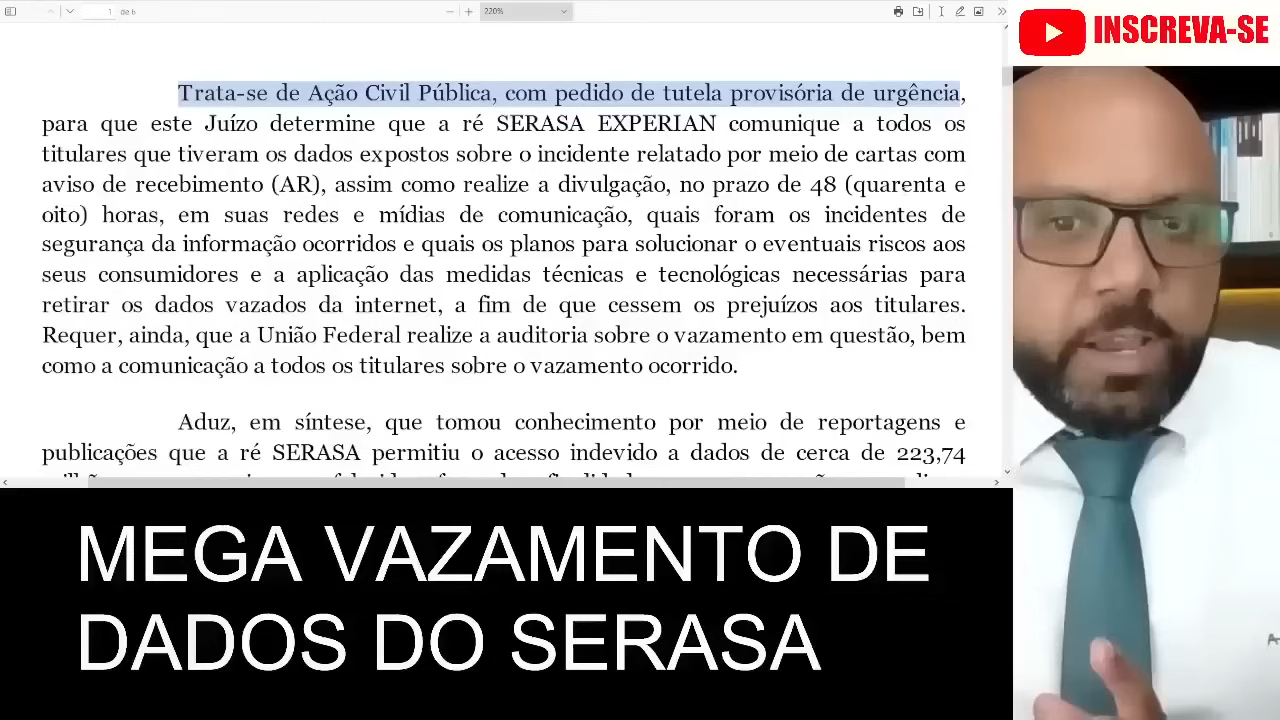 1 de 6
220%
INSCREVA-SE
Trata-se de Ação Civil Pública, com pedido de tutela provisória de urgência,
para que este Juízo determine que a ré SERASA EXPERIAN comunique a todos os
titulares que tiveram os dados expostos sobre o incidente relatado por meio de cartas com
aviso de recebimento (AR), assim como realize a divulgação, no prazo de 48 (quarenta e
oito) horas, em suas redes e mídias de comunicação, quais foram os incidentes de
segurança da informação ocorridos e quais os planos para solucionar o eventuais riscos aos
seus consumidores e a aplicação das medidas técnicas e tecnológicas necessárias para
retirar os dados vazados da internet, a fim de que cessem os prejuízos aos titulares.
Requer, ainda, que a União Federal realize a auditoria sobre o vazamento em questão, bem
como a comunicação a todos os titulares sobre o vazamento ocorrido.
Aduz, em síntese, que tomou conhecimento por meio de reportagens e
publicações que a ré SERASA permitiu o acesso indevido a dados de cerca de 223,74
MEGA VAZAMENTO DE
DADOS DO SERASA